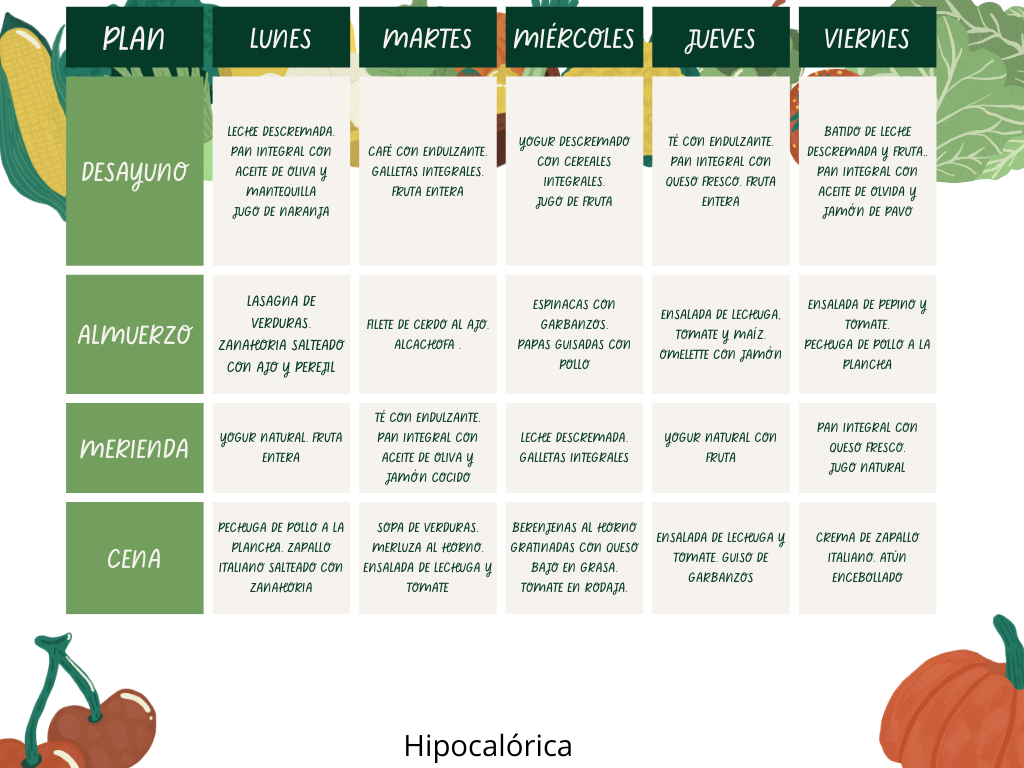 PLAN
LUNES
MARTES
MIÉRCOLES
JUEVES
VIERNES
DESAYUNO
LECHE DESCREMADA.
PAN INTEGRAL CON
ACEITE DE OLIVA Y
MANTEQUILLA
JUGO DE NARANJA
CAFÉ CON ENDULZANTE.
GALLETAS INTEGRALES.
FRUTA ENTERA
YOGUR DESCREMADO
CON CEREALES
INTEGRALES.
JUGO DE FRUTA
TÉ CON ENDULZANTE.
PAN INTEGRAL CON
QUESO FRESCO. FRUTA
ENTERA
BATIDO DE LECHE
DESCREMADA Y FRUTA..
PAN INTEGRAL CON
ACEITE DE OLVIDA Y
JAMÓN DE PAVO
ALMUERZO
LASAGNA DE
VERDURAS.
ZANAHORIA SALTEADO
CON AJO Y PEREJIL
FILETE DE CERDO AL AJO.
ALCACHOFA .
ESPINACAS CON
GARBANZOS.
PAPAS GUISADAS CON
POLLO
ENSALADA DE LECHUGA,
TOMATE Y MAÍZ.
OMELETTE CON JAMÓN
ENSALADA DE PEPINO Y
TOMATE.
PECHUGA DE POLLO A LA
PLANCHA
MERIENDA
YOGUR NATURAL. FRUTA
ENTERA
TÉ CON ENDULZANTE.
PAN INTEGRAL CON
ACEITE DE OLIVA Y
JAMÓN COCIDO
LECHE DESCREMADA.
GALLETAS INTEGRALES
YOGUR NATURAL CON
FRUTA
PAN INTEGRAL CON
QUESO FRESCO.
JUGO NATURAL
CENA
PECHUGA DE POLLO A LA
PLANCHA. ZAPALLO
ITALIANO SALTEADO CON
ZANAHORIA
SOPA DE VERDURAS.
MERLUZA AL HORNO.
ENSALADA DE LECHUGA Y
TOMATE
BERENJENAS AL HORNO
GRATINADAS CON QUESO
BAJO EN GRASA.
TOMATE EN RODAJA.
ENSALADA DE LECHUGA Y
TOMATE. GUISO DE
GARBANZOS
CREMA DE ZAPALLO
ITALIANO. ATÚN
ENCEBOLLADO
Hipocalórica